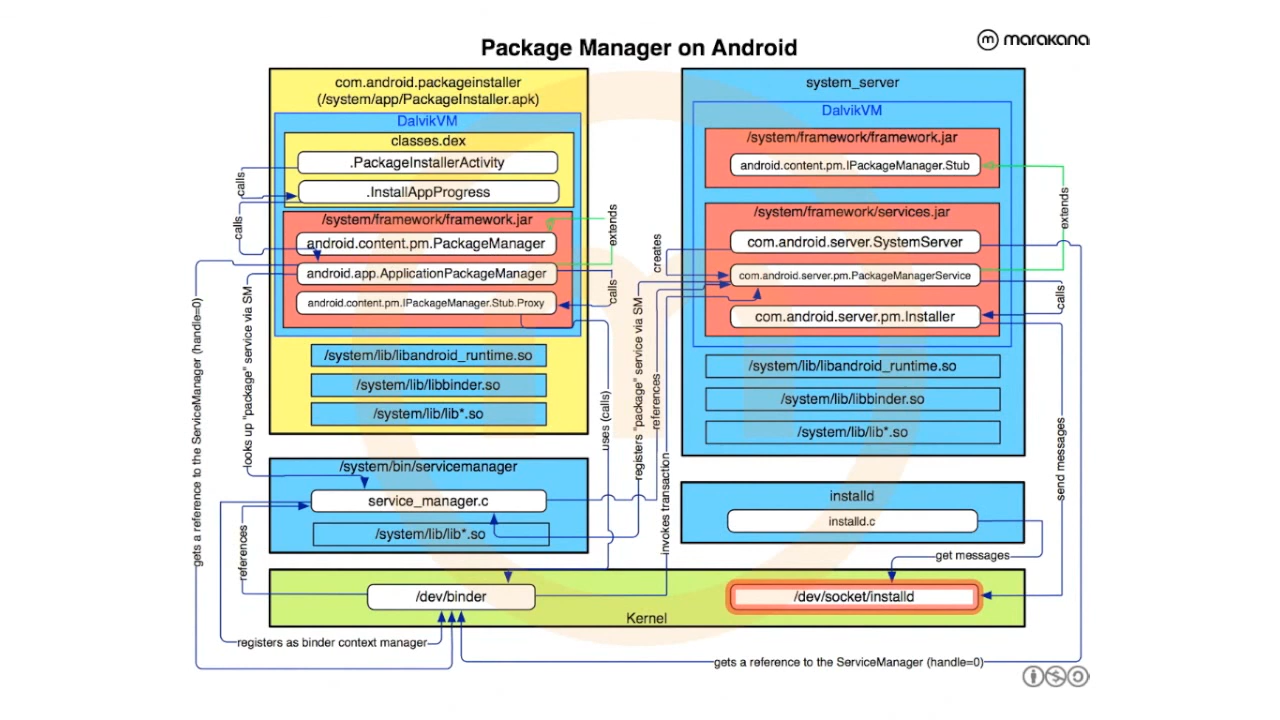 Package Manager on Android
marakana
com.android.packageinstaller
(/system/app/PackageInstaller.apk)
DalvikVM
classes.dex
.PackageInstallerActivity
.InstallAppProgress
/system/framework/framework.jar
android.content.pm.PackageManager
android.app.ApplicationPackageManager
android.content.pm.IPackageManager.Stub.Proxy
/system/lib/libandroid_runtime.so
/system/lib/libbinder.so
/system/lib/lib*.so
calls
calls
extends
calls
gets a reference to the ServiceManager (handle=0)
looks up "package" service via SM
uses (calls)
system_server
DalvikVM
/system/framework/framework.jar
android.content.pm.IPackageManager.Stub
/system/framework/services.jar
com.android.server.SystemServer
com.android.server.pm.PackageManagerService
com.android.server.pm.Installer
/system/lib/libandroid_runtime.so
/system/lib/libbinder.so
/system/lib/lib*.so
creates
registers "package" service via SM
references
invokes transaction
extends
calls
send messages
/system/bin/servicemanager
service_manager.c
/system/lib/lib*.so
references
installd
installd.c
get messages
/dev/binder
/dev/socket/installd
Kernel
registers as binder context manager
gets a reference to the ServiceManager (handle=0)